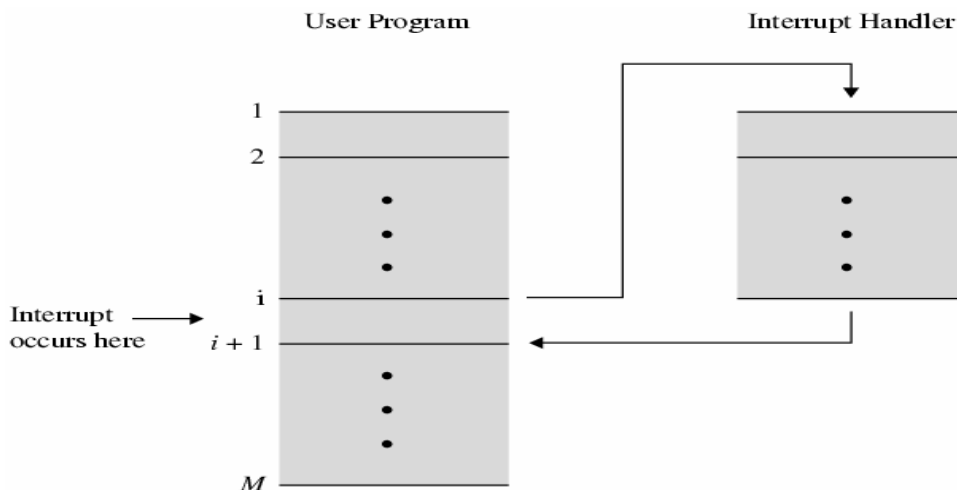 User Program
Interrupt Handler
1
2
i
Interrupt
occurs here
i + 1
M